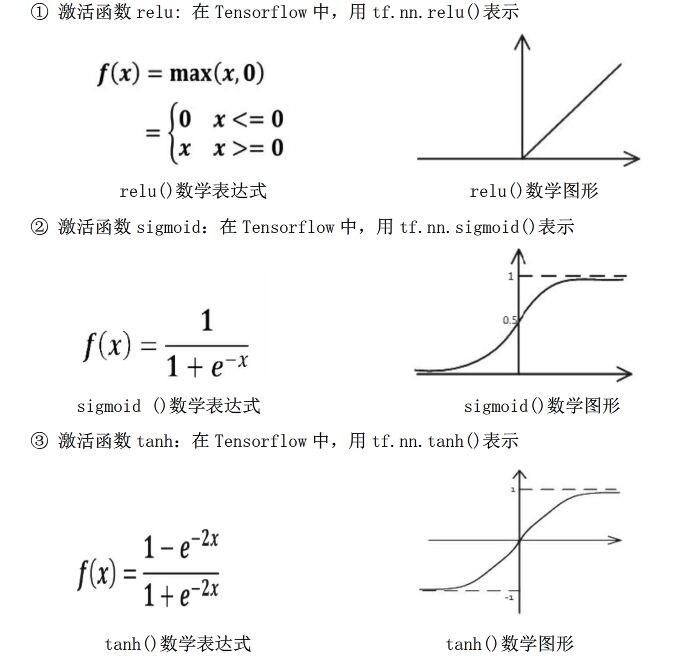 ① 激活函数 relu: 在 Tensorflow 中，用 tf.nn.relu()表示
f(x) = max(x,0)
= {0 x <= 0
x x >= 0
relu()数学表达式 relu()数学图形
② 激活函数 sigmoid：在 Tensorflow 中，用 tf.nn.sigmoid()表示
1
0.5
f(x) = 1 / (1 + e^-x)
sigmoid ()数学表达式 sigmoid()数学图形
③ 激活函数 tanh：在 Tensorflow 中，用 tf.nn.tanh()表示
1
f(x) = (1 − e^−2x) / (1 + e^−2x)
-1
tanh()数学表达式 tanh()数学图形